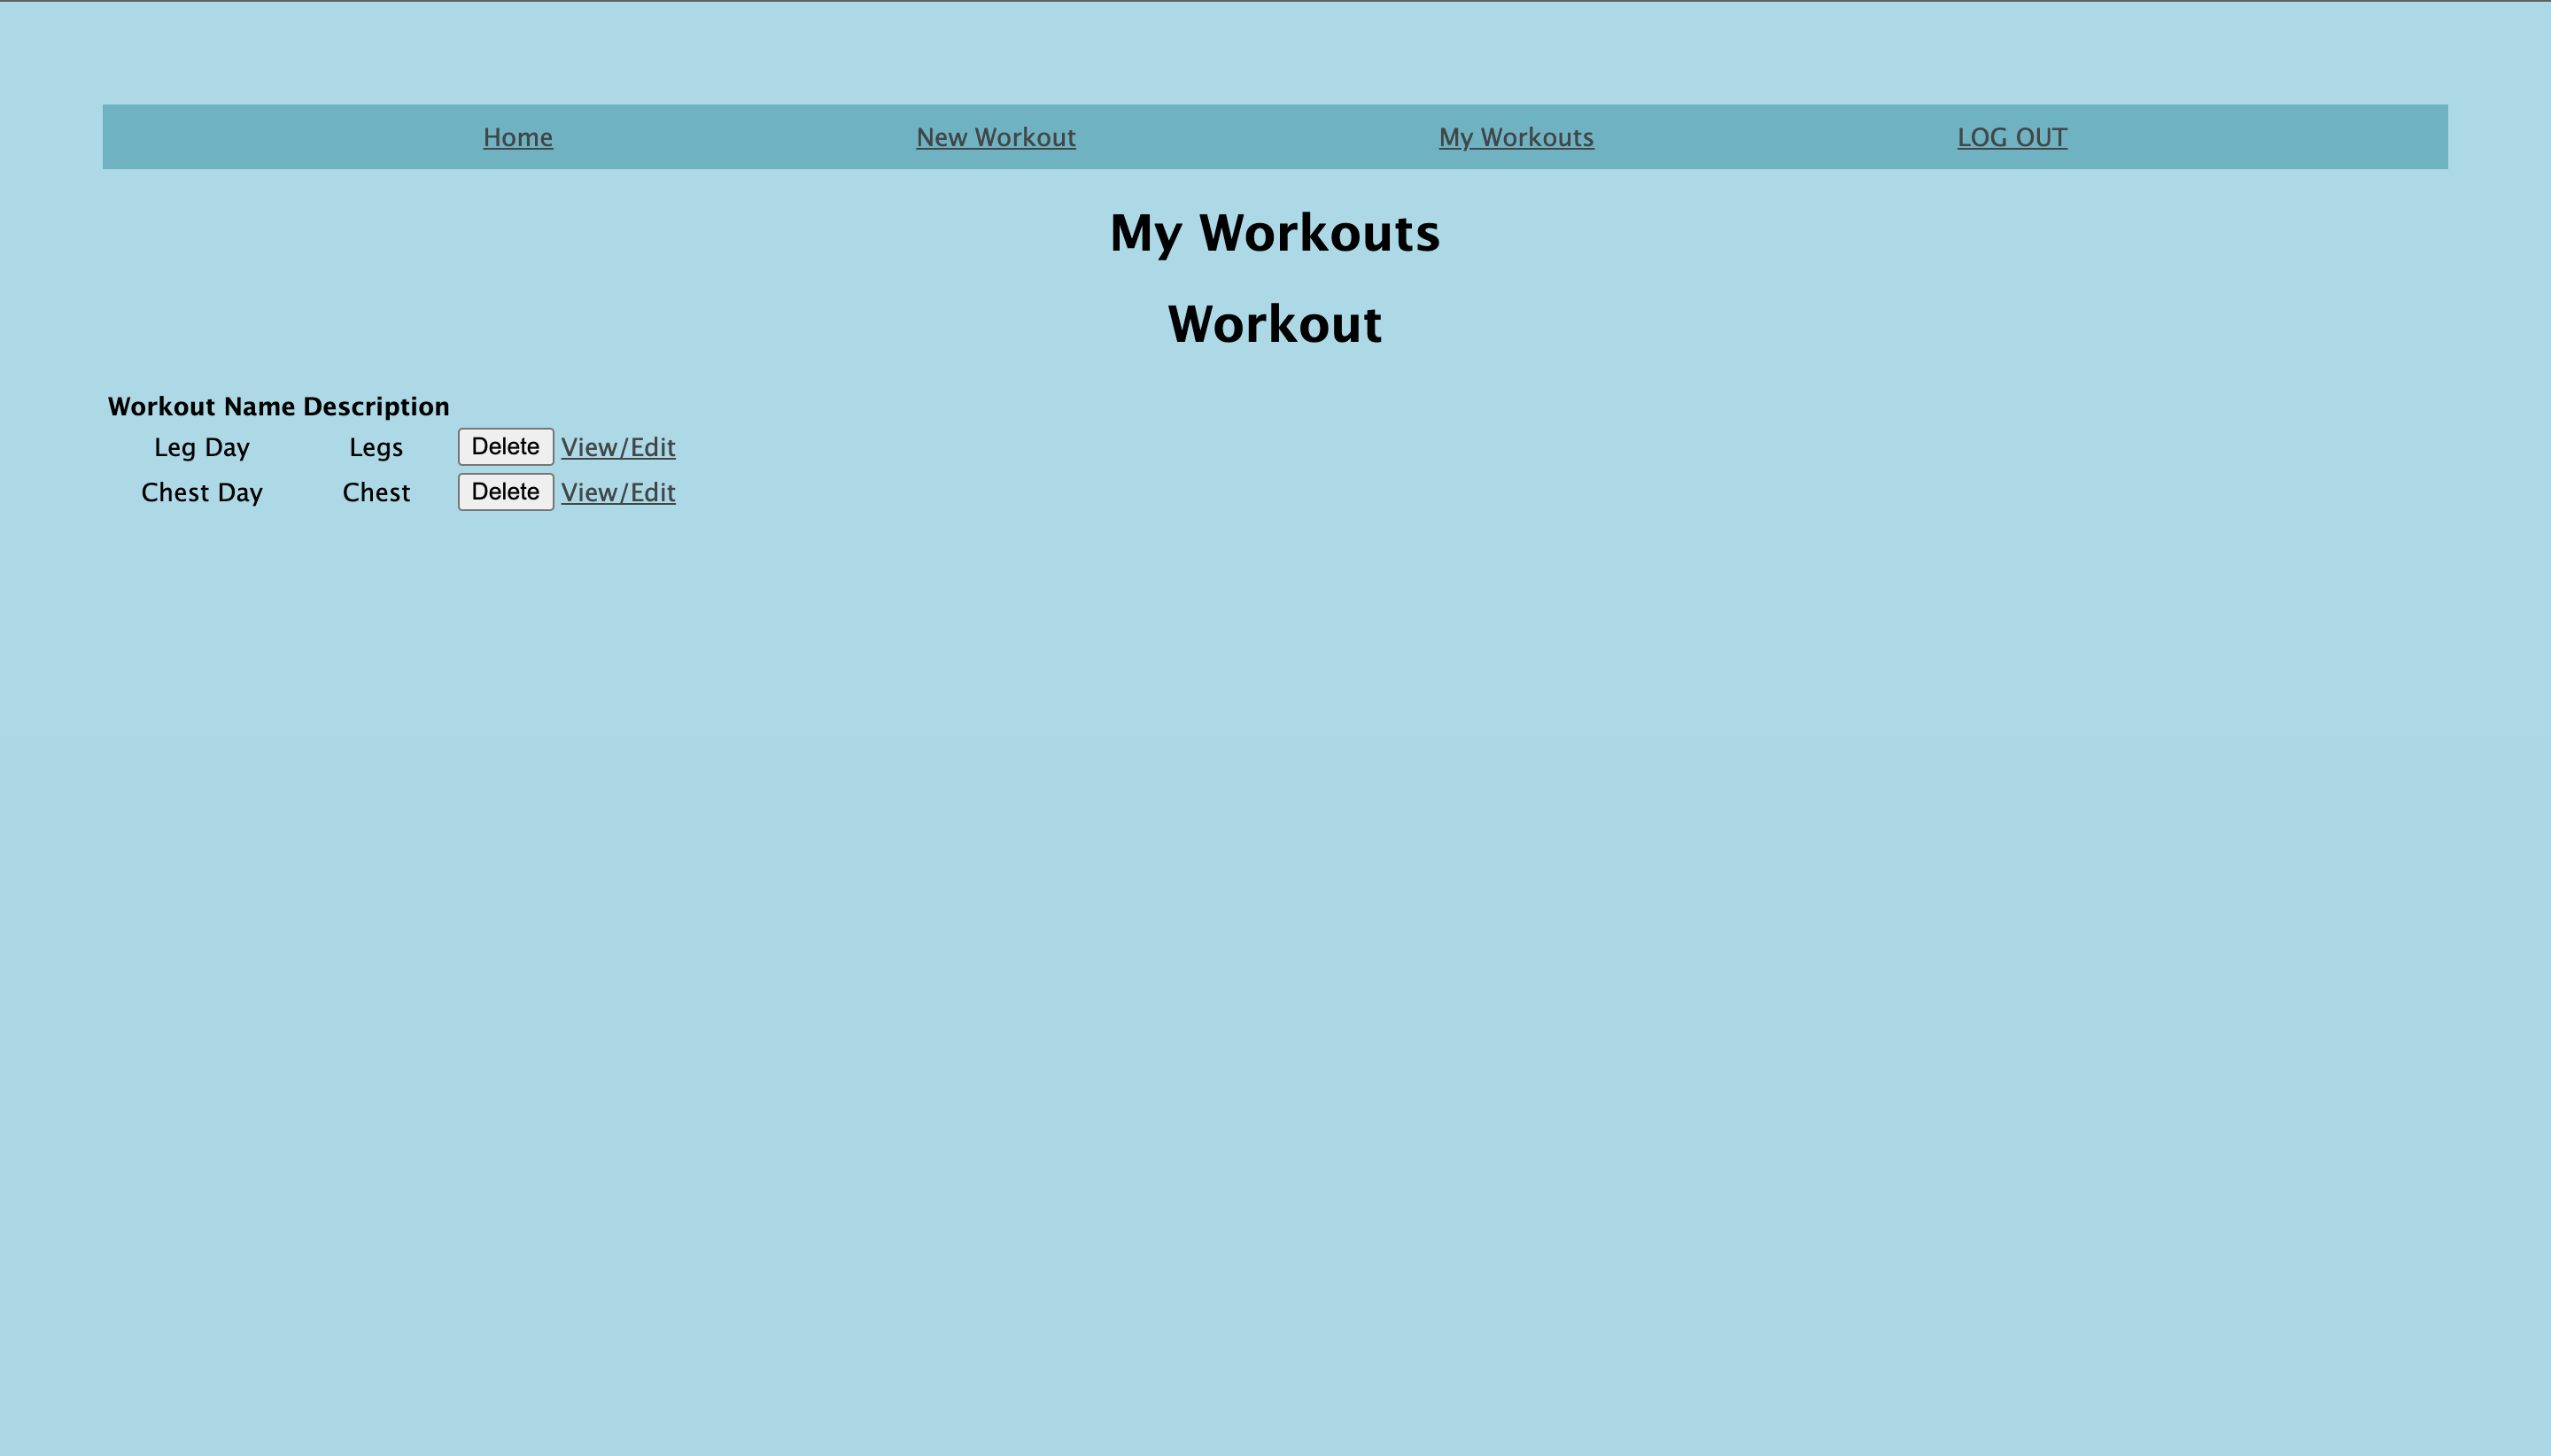 Home New Workout My Workouts LOG OUT
My Workouts
Workout
Workout Name Description
Leg Day Legs Delete View/Edit
Chest Day Chest Delete View/Edit